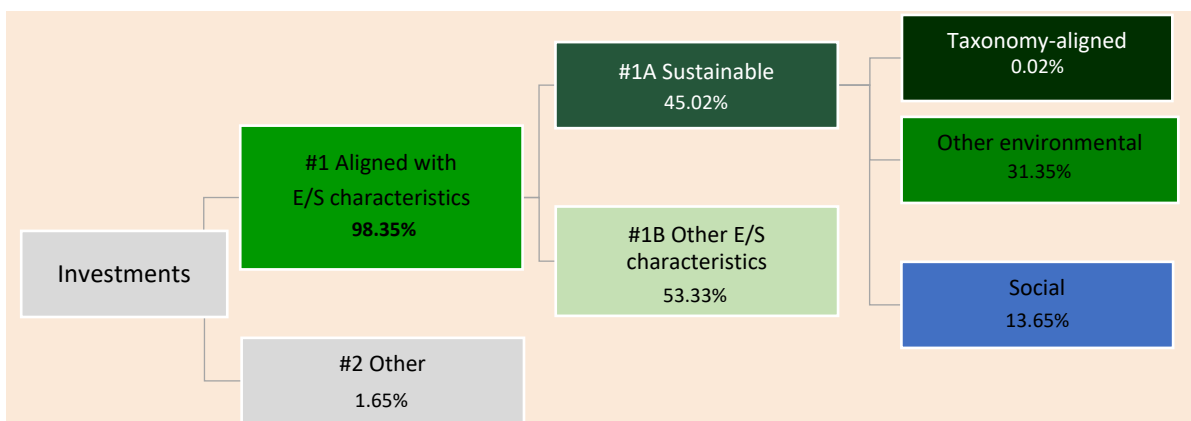 Investments
#1 Aligned with
E/S characteristics
98.35%
#2 Other
1.65%
#1A Sustainable
45.02%
#1B Other E/S
characteristics
53.33%
Taxonomy-aligned
0.02%
Other environmental
31.35%
Social
13.65%